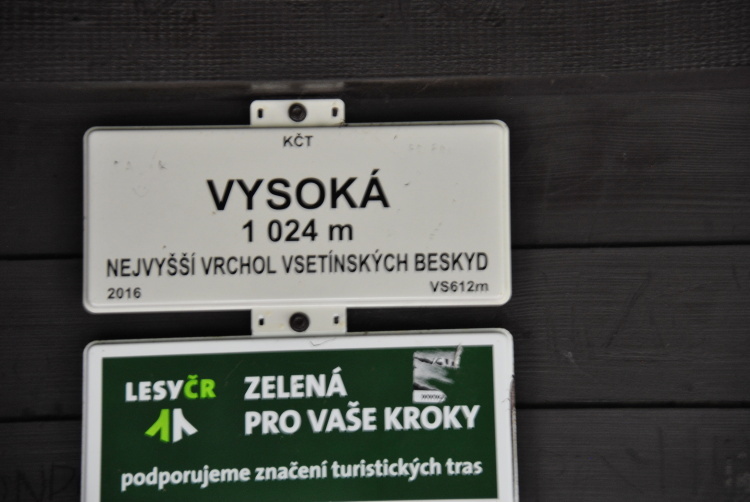 KČT
VYSOKÁ
1 024 m
NEJVYŠŠÍ VRCHOL VSETÍNSKÝCH BESKYD
2016 VS612m
LESYČR ZELENÁ
PRO VAŠE KROKY
podporujeme značení turistických tras